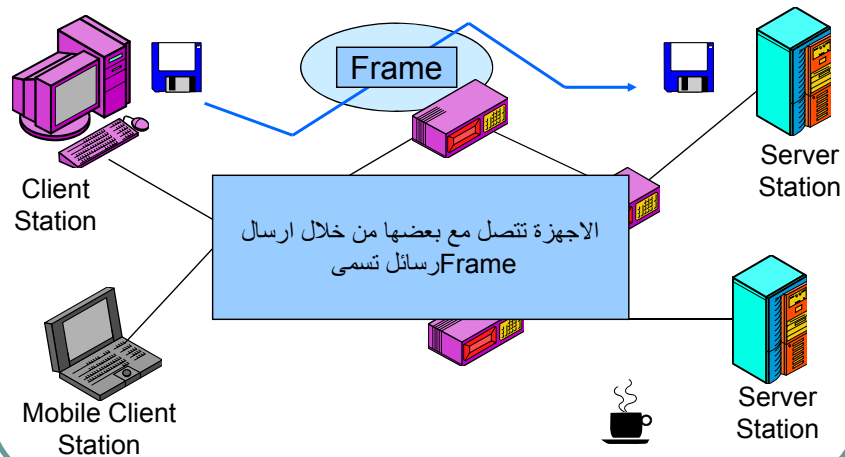 Frame
Client
Station
Server
Station
الاجهزة تتصل مع بعضها من خلال ارسال
Frameرسائل تسمى
Mobile Client
Station
Server
Station